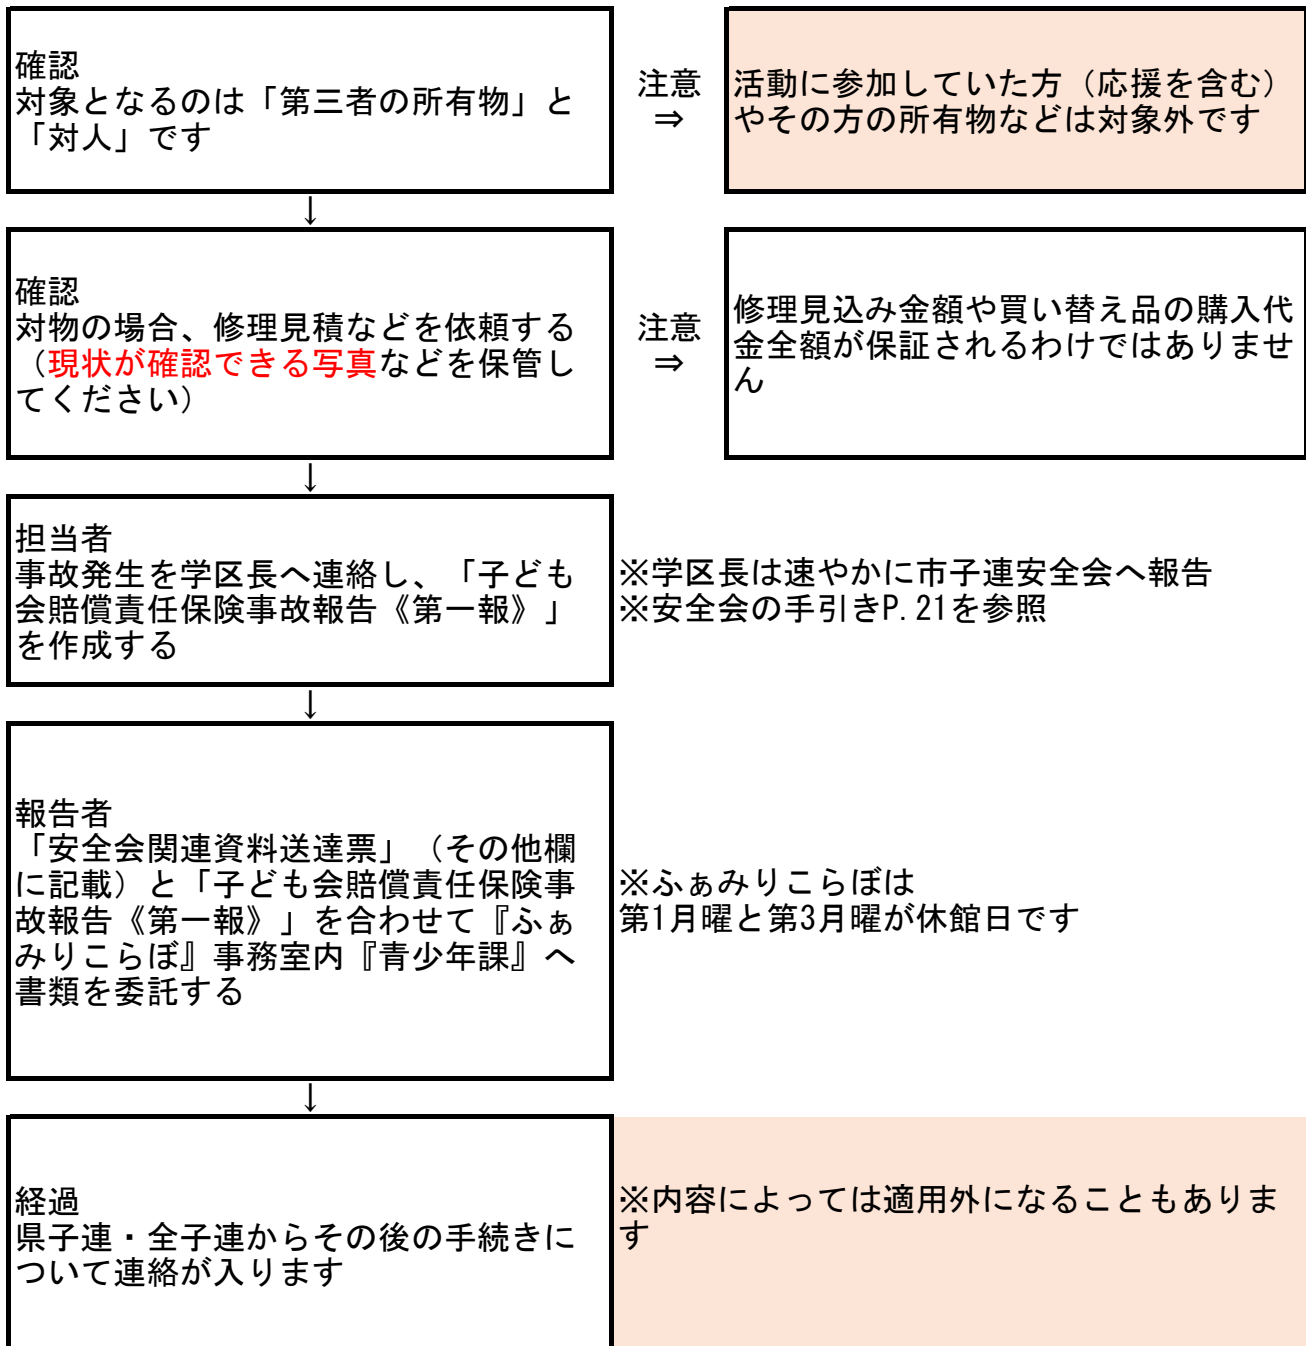 確認
対象となるのは「第三者の所有物」と
「対人」です
注意
⇒
活動に参加していた方（応援を含む）
やその方の所有物などは対象外です
↓
確認
対物の場合、修理見積などを依頼する
（現状が確認できる写真などを保管し
てください）
注意
⇒
修理見込み金額や買い替え品の購入代
金全額が保証されるわけではありませ
ん
↓
担当者
事故発生を学区長へ連絡し、「子ども
会賠償責任保険事故報告《第一報》」
を作成する
※学区長は速やかに市子連安全会へ報告
※安全会の手引きP.21を参照
↓
報告者
「安全会関連資料送達票」（その他欄
に記載）と「子ども会賠償責任保険事
故報告《第一報》」を合わせて『ふぁ
みりこらぼ』事務室内『青少年課』へ
書類を委託する
※ふぁみりこらぼは
第1月曜と第3月曜が休館日です
↓
経過
県子連・全子連からその後の手続きに
ついて連絡が入ります
※内容によっては適用外になることもありま
す